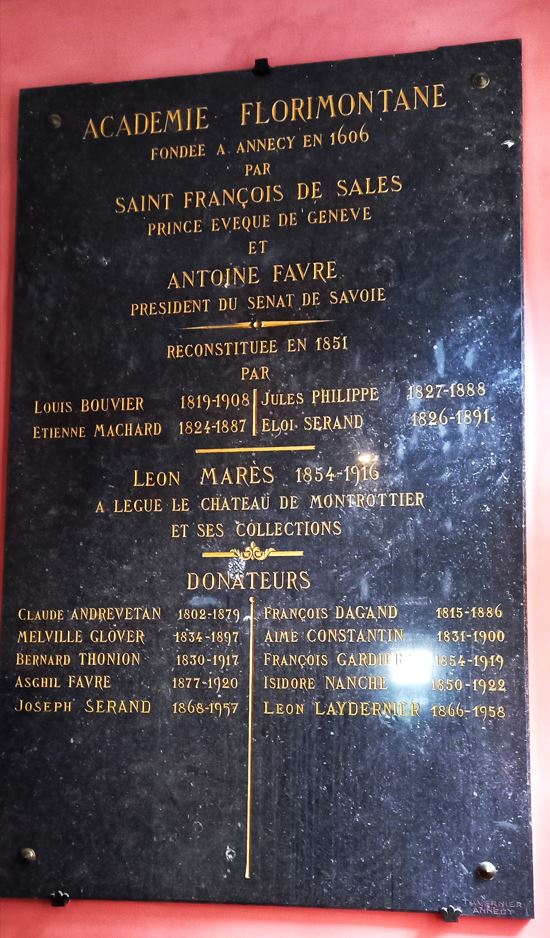 ACADEMIE FLORIMONTANE
FONDEE A ANNECY EN 1606
PAR
SAINT FRANÇOIS DE SALES
PRINCE EVEQUE DE GENEVE
ET
ANTOINE FAVRE
PRESIDENT DU SENAT DE SAVOIE
RECONSTITUEE EN 1851
PAR
LOUIS BOUVIER 1819-1908 JULES PHILIPPE 1827-1888
ETIENNE MACHARD 1824-1887 ELOI SERAND 1826-1891
LEON MARÈS 1854-1916
A LEGUE LE CHATEAU DE MONTROTTIER
ET SES COLLECTIONS
DONATEURS
CLAUDE ANDREVETAN 1802-1879 FRANÇOIS DAGAND 1815-1886
MELVILLE GLOVER 1834-1897 AIME CONSTANTIN 1831-1900
BERNARD THONION 1830-1917 FRANÇOIS 1854-1919
ASGHIL FAVRE 1877-1920 ISIDORE NANCHE 1850-1922
JOSEPH SERAND 1868-1957 LEON LAYDERNIER 1866-1958
ANNECY